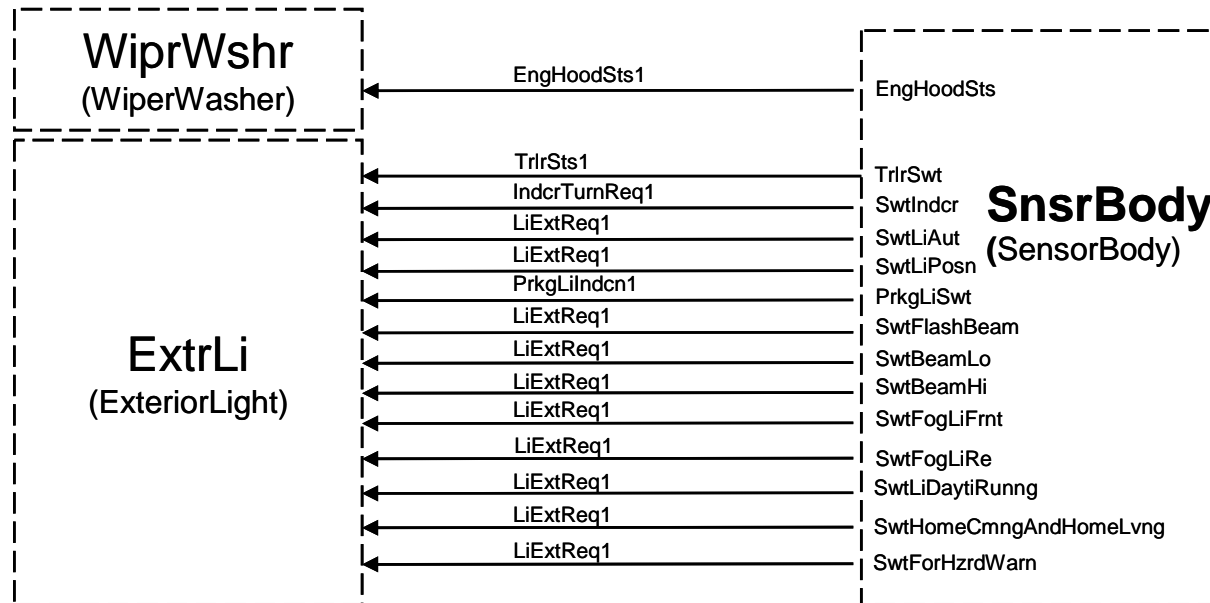 WiprWshr
(WiperWasher)
EngHoodSts1
EngHoodSts
TrlrSts1
TrlrSwt
IndcrTurnReq1
SwtIndcr
LiExtReq1
SwtLiAut
LiExtReq1
SwtLiPosn
PrkgLiIndcn1
PrkgLiSwt
LiExtReq1
SwtFlashBeam
LiExtReq1
SwtBeamLo
LiExtReq1
SwtBeamHi
LiExtReq1
SwtFogLiFrnt
LiExtReq1
SwtFogLiRe
LiExtReq1
SwtLiDaytiRunng
LiExtReq1
SwtHomeCmngAndHomeLvng
LiExtReq1
SwtForHzrdWarn
ExtrLi
(ExteriorLight)
SnsrBody
(SensorBody)